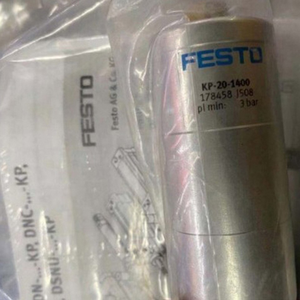 FESTO
KP-20-1400
178458 J508
pl min: 3 bar
FESTO
Festo AG & Co. KG
DNC-...-KP,
DSNU-...-KP